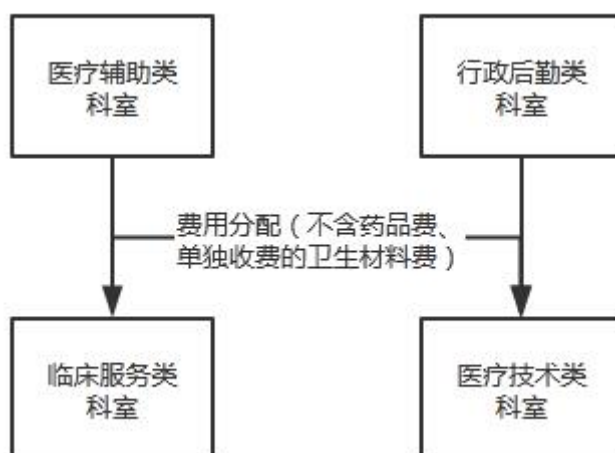 医疗辅助类
科室
行政后勤类
科室
费用分配（不含药品费、
单独收费的卫生材料费）
临床服务类
科室
医疗技术类
科室